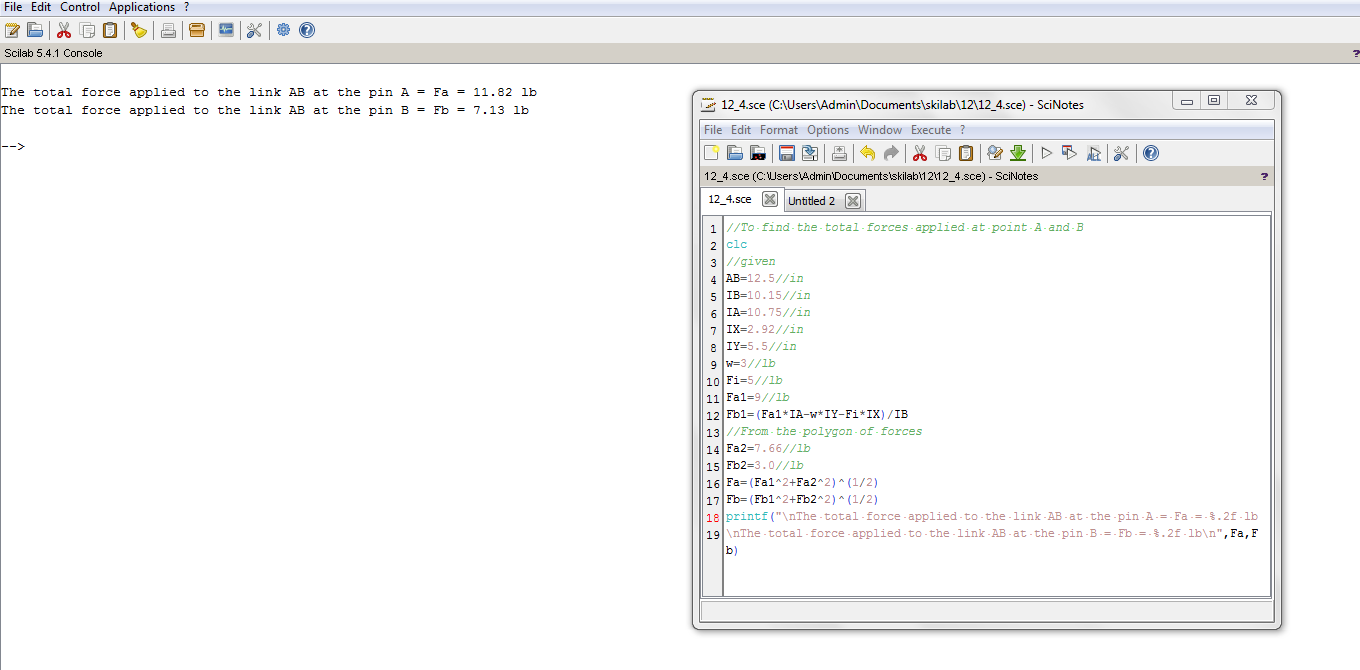 File Edit Control Applications ?
Scilab 5.4.1 Console
?
The total force applied to the link AB at the pin A = Fa = 11.82 lb
The total force applied to the link AB at the pin B = Fb = 7.13 lb
-->
12_4.sce (C:\Users\Admin\Documents\skilab\12\12_4.sce) - SciNotes
File Edit Format Options Window Execute ?
12_4.sce (C:\Users\Admin\Documents\skilab\12\12_4.sce) - SciNotes
?
12_4.sce
Untitled 2
1 //To find the total forces applied at point A and B
2 clc
3 //given
4 AB=12.5//in
5 IB=10.15//in
6 IA=10.75//in
7 IX=2.92//in
8 IY=5.5//in
9 w=3//lb
10 Fi=5//lb
11 Fa1=9//lb
12 Fb1=(Fa1*IA-w*IY-Fi*IX)/IB
13 //From the polygon of forces
14 Fa2=7.66//lb
15 Fb2=3.0//lb
16 Fa=(Fa1^2+Fa2^2)^(1/2)
17 Fb=(Fb1^2+Fb2^2)^(1/2)
18 printf("\nThe total force applied to the link AB at the pin A = Fa = %.2f lb
19 \nThe total force applied to the link AB at the pin B = Fb = %.2f lb\n",Fa,F
b)